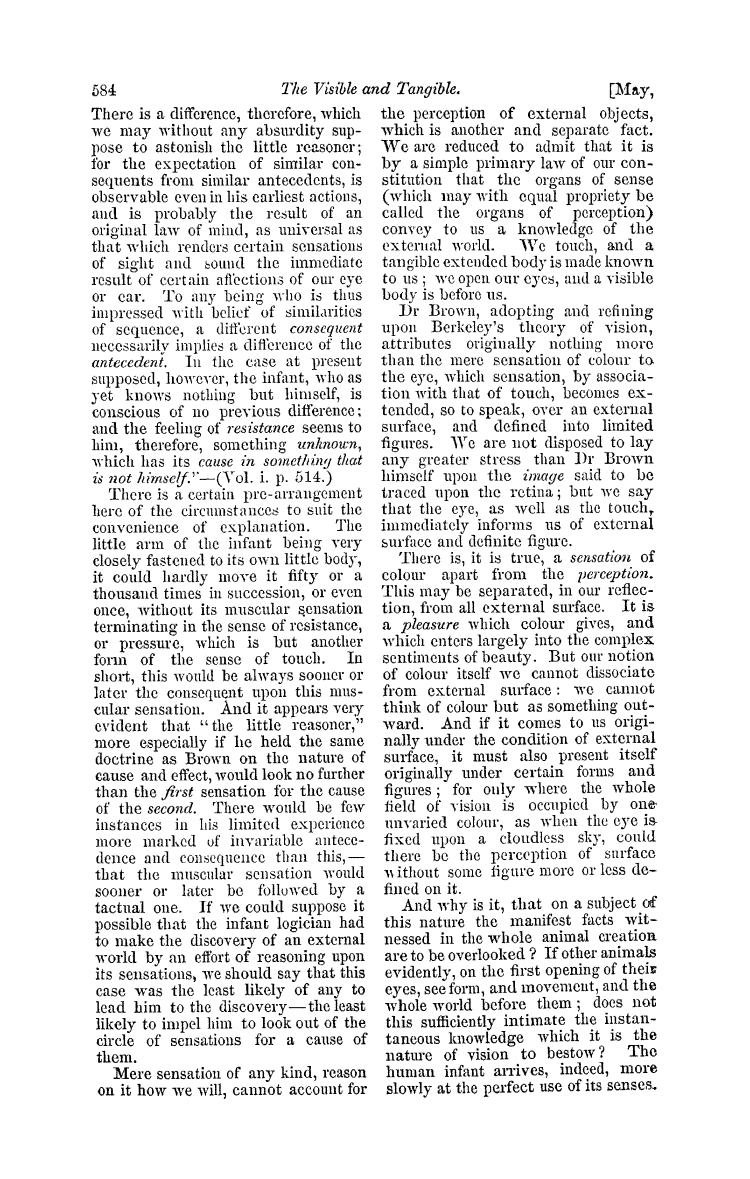 584 The Visible and Tangible. [May,
There is a difference, therefore, which
we may without any absurdity sup-
pose to astonish the little reasoner;
for the expectation of similar con-
sequents from similar antecedents, is
observable even in his earliest actions,
and is probably the result of an
original law of mind, as universal as
that which renders certain sensations
of sight and sound the immediate
result of certain affections of our eye
or ear. To any being who is thus
impressed with belief of similarities
of sequence, a different consequent
necessarily implies a difference of the
antecedent. In the case at present
supposed, however, the infant, who as
yet knows nothing but himself, is
conscious of no previous difference;
and the feeling of resistance seems to
him, therefore, something unknown,
which has its cause in something that
is not himself."—(Vol. i. p. 514.)
There is a certain pre-arrangement
here of the circumstances to suit the
convenience of explanation. The
little arm of the infant being very
closely fastened to its own little body,
it could hardly move it fifty or a
thousand times in succession, or even
once, without its muscular sensation
terminating in the sense of resistance,
or pressure, which is but another
form of the sense of touch. In
short, this would be always sooner or
later the consequent upon this mus-
cular sensation. And it appears very
evident that "the little reasoner,"
more especially if he held the same
doctrine as Brown on the nature of
cause and effect, would look no further
than the first sensation for the cause
of the second. There would be few
instances in his limited experience
more marked of invariable antece-
dence and consequence than this,—
that the muscular sensation would
sooner or later be followed by a
tactual one. If we could suppose it
possible that the infant logician had
to make the discovery of an external
world by an effort of reasoning upon
its sensations, we should say that this
case was the least likely of any to
lead him to the discovery—the least
likely to impel him to look out of the
circle of sensations for a cause of
them.
Mere sensation of any kind, reason
on it how we will, cannot account for
the perception of external objects,
which is another and separate fact.
We are reduced to admit that it is
by a simple primary law of our con-
stitution that the organs of sense
(which may with equal propriety be
called the organs of perception)
convey to us a knowledge of the
external world. We touch, and a
tangible extended body is made known
to us; we open our eyes, and a visible
body is before us.
Dr Brown, adopting and refining
upon Berkeley's theory of vision,
attributes originally nothing more
than the mere sensation of colour to
the eye, which sensation, by associa-
tion with that of touch, becomes ex-
tended, so to speak, over an external
surface, and defined into limited
figures. We are not disposed to lay
any greater stress than Dr Brown
himself upon the image said to be
traced upon the retina; but we say
that the eye, as well as the touch,
immediately informs us of external
surface and definite figure.
There is, it is true, a sensation of
colour apart from the perception.
This may be separated, in our reflec-
tion, from all external surface. It is
a pleasure which colour gives, and
which enters largely into the complex
sentiments of beauty. But our notion
of colour itself we cannot dissociate
from external surface: we cannot
think of colour but as something out-
ward. And if it comes to us origi-
nally under the condition of external
surface, it must also present itself
originally under certain forms and
figures; for only where the whole
field of vision is occupied by one
unvaried colour, as when the eye is
fixed upon a cloudless sky, could
there be the perception of surface
without some figure more or less de-
fined on it.
And why is it, that on a subject of
this nature the manifest facts wit-
nessed in the whole animal creation
are to be overlooked? If other animals
evidently, on the first opening of their
eyes, see form, and movement, and the
whole world before them; does not
this sufficiently intimate the instan-
taneous knowledge which it is the
nature of vision to bestow? The
human infant arrives, indeed, more
slowly at the perfect use of its senses.